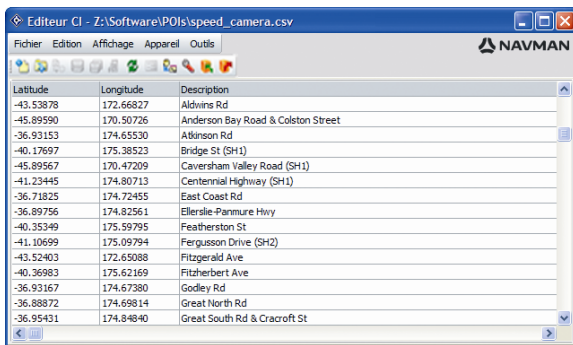 Editeur CI - Z:\Software\POIs\speed_camera.csv
Fichier Edition Affichage Appareil Outils
NAVMAN
Latitude Longitude Description
-43.53878 172.66827 Aldwins Rd
-45.89590 170.50726 Anderson Bay Road & Colston Street
-36.93153 174.65530 Atkinson Rd
-40.17697 175.38523 Bridge St (SH1)
-45.89567 170.47209 Caversham Valley Road (SH1)
-41.23445 174.80713 Centennial Highway (SH1)
-36.71825 174.72455 East Coast Rd
-36.89756 174.82561 Ellerslie-Panmure Hwy
-40.35349 175.59795 Featherston St
-41.10699 175.09794 Fergusson Drive (SH2)
-43.52403 172.65088 Fitzgerald Ave
-40.36983 175.62169 Fitzherbert Ave
-36.93167 174.67380 Godley Rd
-36.88872 174.69814 Great North Rd
-36.95431 174.84840 Great South Rd & Cracroft St